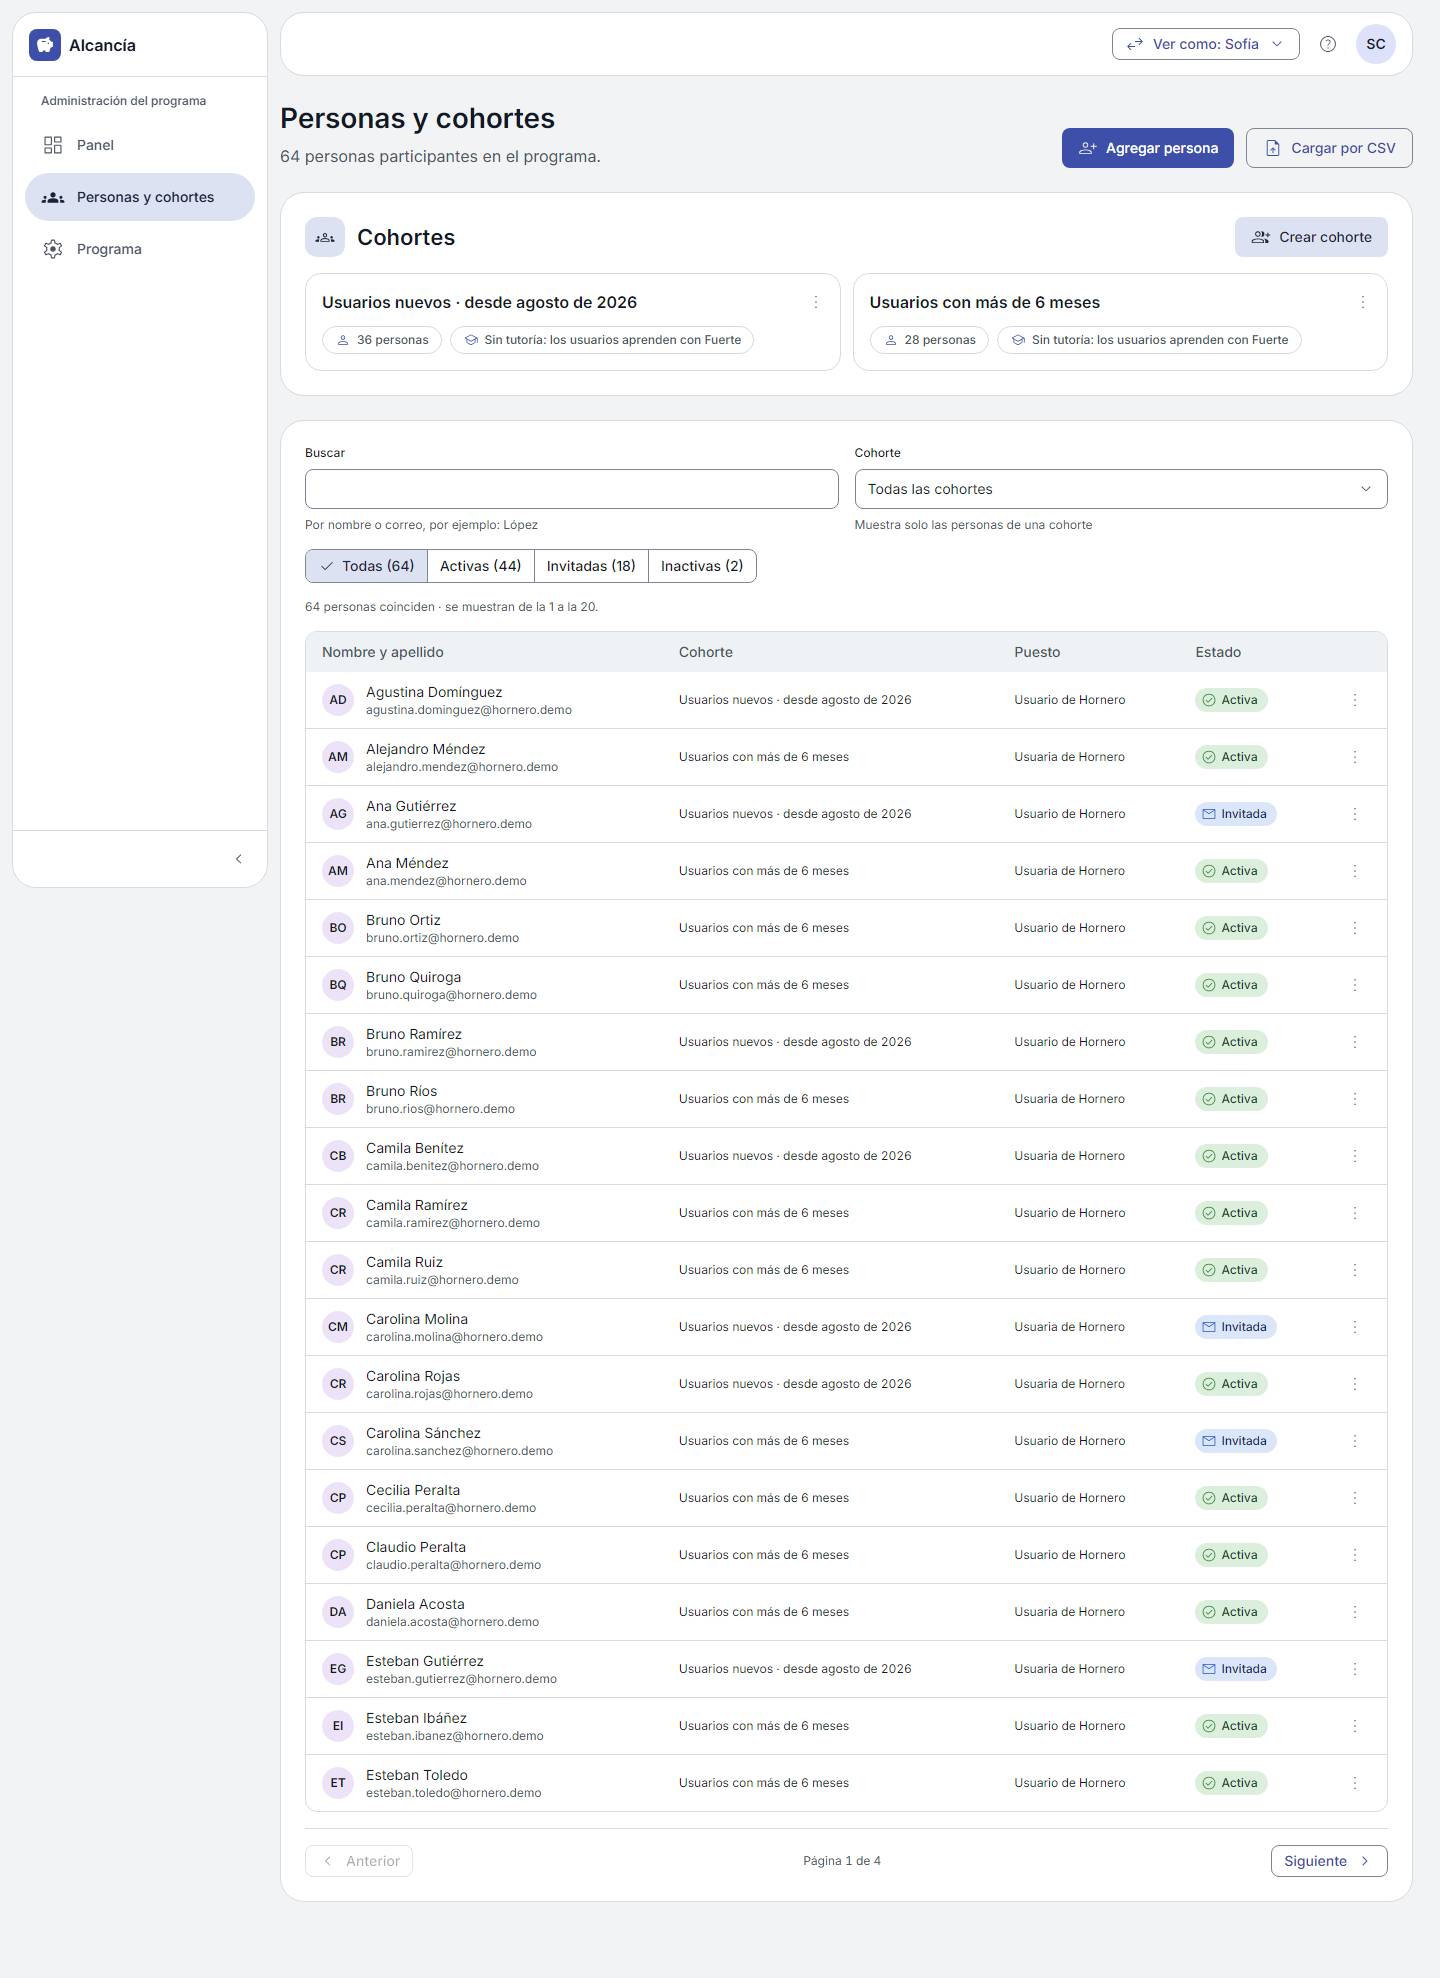 Alcancía
Ver como: Sofía
SC
Administración del programa
Panel
Personas y cohortes
Programa
Personas y cohortes
64 personas participantes en el programa.
Agregar persona
Cargar por CSV
Cohortes
Crear cohorte
Usuarios nuevos · desde agosto de 2026
36 personas
Sin tutoría: los usuarios aprenden con Fuerte
Usuarios con más de 6 meses
28 personas
Sin tutoría: los usuarios aprenden con Fuerte
Buscar
Por nombre o correo, por ejemplo: López
Cohorte
Todas las cohortes
Muestra solo las personas de una cohorte
Todas (64)
Activas (44)
Invitadas (18)
Inactivas (2)
64 personas coinciden · se muestran de la 1 a la 20.
Nombre y apellido Cohorte Puesto Estado
AD Agustina Domínguez Usuarios nuevos · desde agosto de 2026 Usuario de Hornero Activa
agustina.dominguez@hornero.demo
AM Alejandro Méndez Usuarios con más de 6 meses Usuaria de Hornero Activa
alejandro.mendez@hornero.demo
AG Ana Gutiérrez Usuarios nuevos · desde agosto de 2026 Usuario de Hornero Invitada
ana.gutierrez@hornero.demo
AM Ana Méndez Usuarios con más de 6 meses Usuaria de Hornero Activa
ana.mendez@hornero.demo
BO Bruno Ortiz Usuarios con más de 6 meses Usuario de Hornero Activa
bruno.ortiz@hornero.demo
BQ Bruno Quiroga Usuarios con más de 6 meses Usuario de Hornero Activa
bruno.quiroga@hornero.demo
BR Bruno Ramírez Usuarios nuevos · desde agosto de 2026 Usuario de Hornero Activa
bruno.ramirez@hornero.demo
BR Bruno Ríos Usuarios con más de 6 meses Usuaria de Hornero Activa
bruno.rios@hornero.demo
CB Camila Benítez Usuarios nuevos · desde agosto de 2026 Usuaria de Hornero Activa
camila.benitez@hornero.demo
CR Camila Ramírez Usuarios con más de 6 meses Usuaria de Hornero Activa
camila.ramirez@hornero.demo
CR Camila Ruiz Usuarios con más de 6 meses Usuario de Hornero Activa
camila.ruiz@hornero.demo
CM Carolina Molina Usuarios nuevos · desde agosto de 2026 Usuaria de Hornero Invitada
carolina.molina@hornero.demo
CR Carolina Rojas Usuarios nuevos · desde agosto de 2026 Usuaria de Hornero Activa
carolina.rojas@hornero.demo
CS Carolina Sánchez Usuarios con más de 6 meses Usuario de Hornero Invitada
carolina.sanchez@hornero.demo
CP Cecilia Peralta Usuarios con más de 6 meses Usuario de Hornero Activa
cecilia.peralta@hornero.demo
CP Claudio Peralta Usuarios con más de 6 meses Usuario de Hornero Activa
claudio.peralta@hornero.demo
DA Daniela Acosta Usuarios con más de 6 meses Usuaria de Hornero Activa
daniela.acosta@hornero.demo
EG Esteban Gutiérrez Usuarios nuevos · desde agosto de 2026 Usuaria de Hornero Invitada
esteban.gutierrez@hornero.demo
EI Esteban Ibáñez Usuarios con más de 6 meses Usuario de Hornero Activa
esteban.ibanez@hornero.demo
ET Esteban Toledo Usuarios con más de 6 meses Usuario de Hornero Activa
esteban.toledo@hornero.demo
Anterior
Página 1 de 4
Siguiente